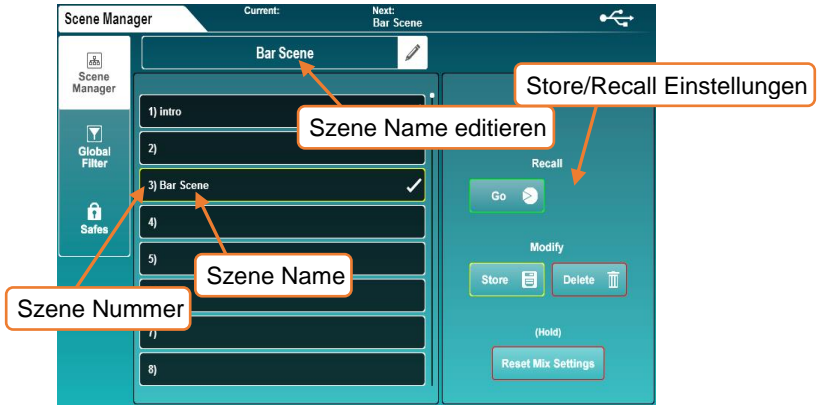 Scene Manager
Current:
Next:
Bar Scene
Scene
Manager
Global
Filter
Safes
Bar Scene
1) intro
2)
3) Bar Scene
4)
5)
7)
8)
Recall
Go
Modify
Store
Delete
(Hold)
Reset Mix Settings
Store/Recall Einstellungen
Szene Name editieren
Szene Name
Szene Nummer